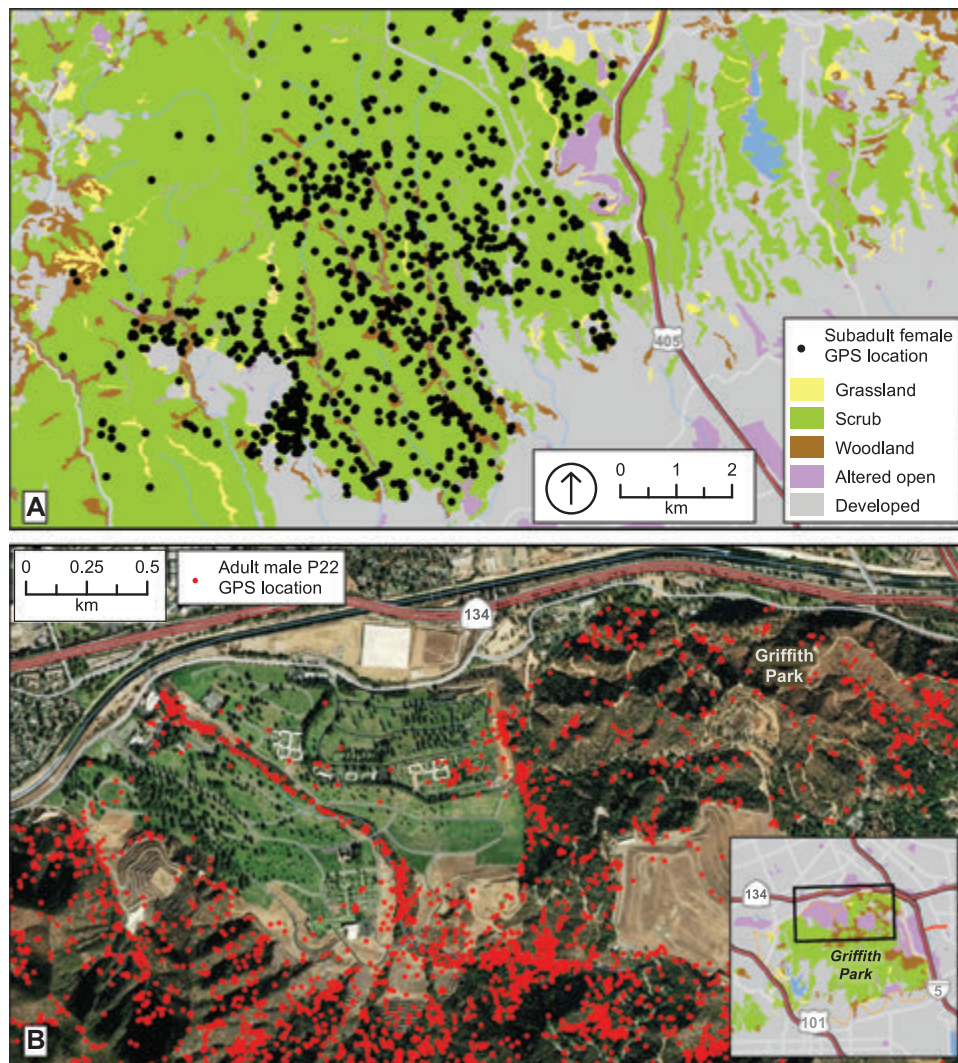 405
Subadult female
GPS location
Grassland
Scrub
Woodland
Altered open
Developed
0 1 2
km
A
0 0.25 0.5
km
Adult male P22
GPS location
134
Griffith
Park
134
Griffith
Park
5
101
B